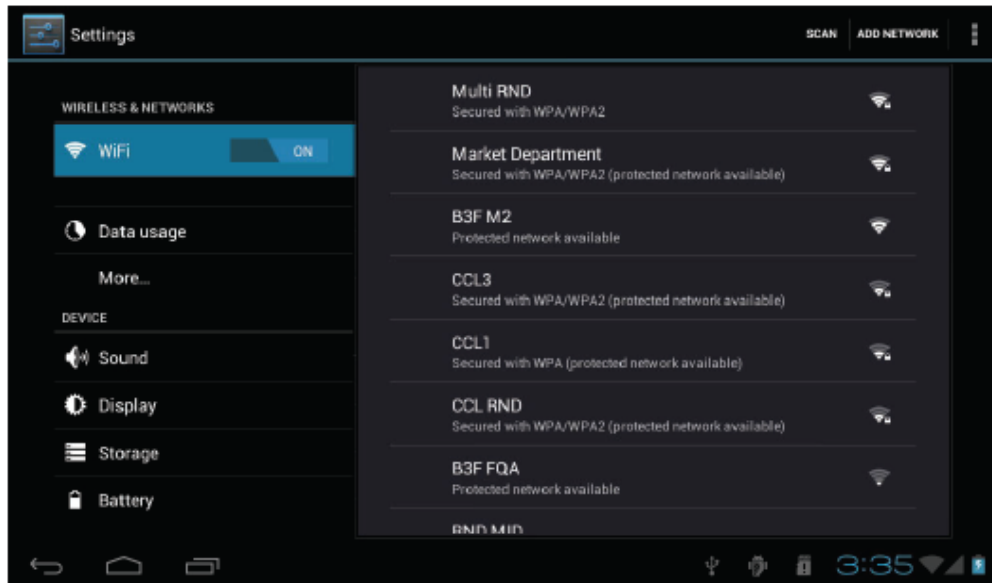 Settings
SCAN
ADD NETWORK
WIRELESS & NETWORKS
WiFi
ON
Data usage
More...
DEVICE
Sound
Display
Storage
Battery
Multi RND
Secured with WPA/WPA2
Market Department
Secured with WPA/WPA2 (protected network available)
B3F M2
Protected network available
CCL3
Secured with WPA/WPA2 (protected network available)
CCL1
Secured with WPA (protected network available)
CCL RND
Secured with WPA/WPA2 (protected network available)
B3F FQA
Protected network available
RND MID
3:35